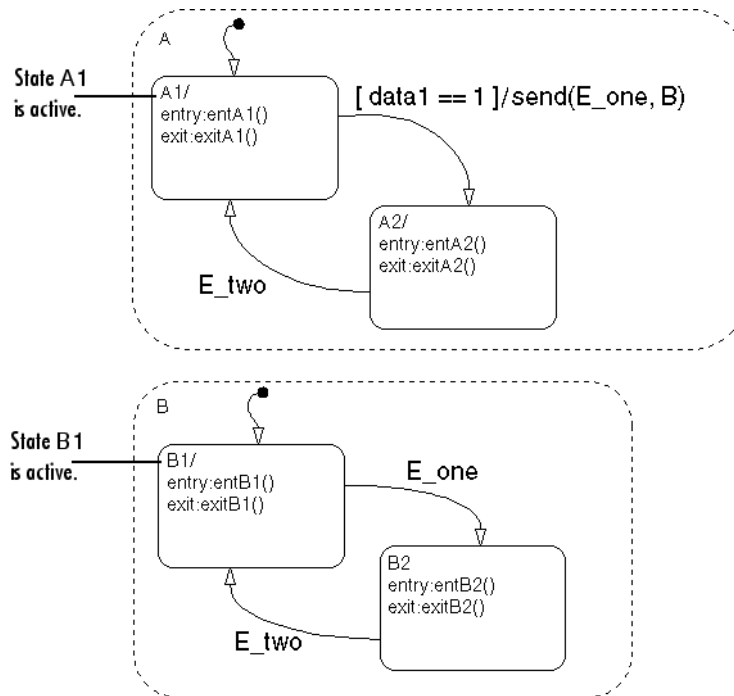 A
State A1
is active.
A1/
entry:entA1()
exit:exitA1()
[ data1 == 1 ]/send(E_one, B)
A2/
entry:entA2()
exit:exitA2()
E_two
B
State B1
is active.
B1/
entry:entB1()
exit:exitB1()
E_one
B2
entry:entB2()
exit:exitB2()
E_two